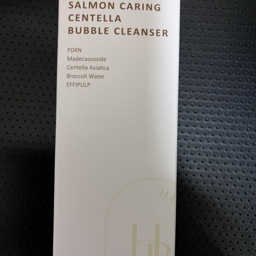 SALMON CARING
CENTELLA
BUBBLE CLEANSER
PDRN
Madecassoside
Centella Asiatica
Broccoli Water
EFFIPULP